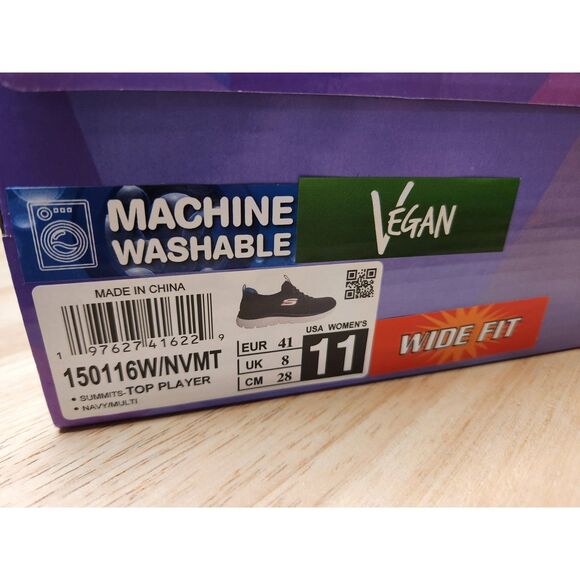 MACHINE
WASHABLE
VEGAN
MADE IN CHINA
1 97627 41622 9
150116W/NVMT
• SUMMITS-TOP PLAYER
• NAVY/MULTI
USA WOMEN'S
EUR 41
UK 8
CM 28
11
WIDE FIT